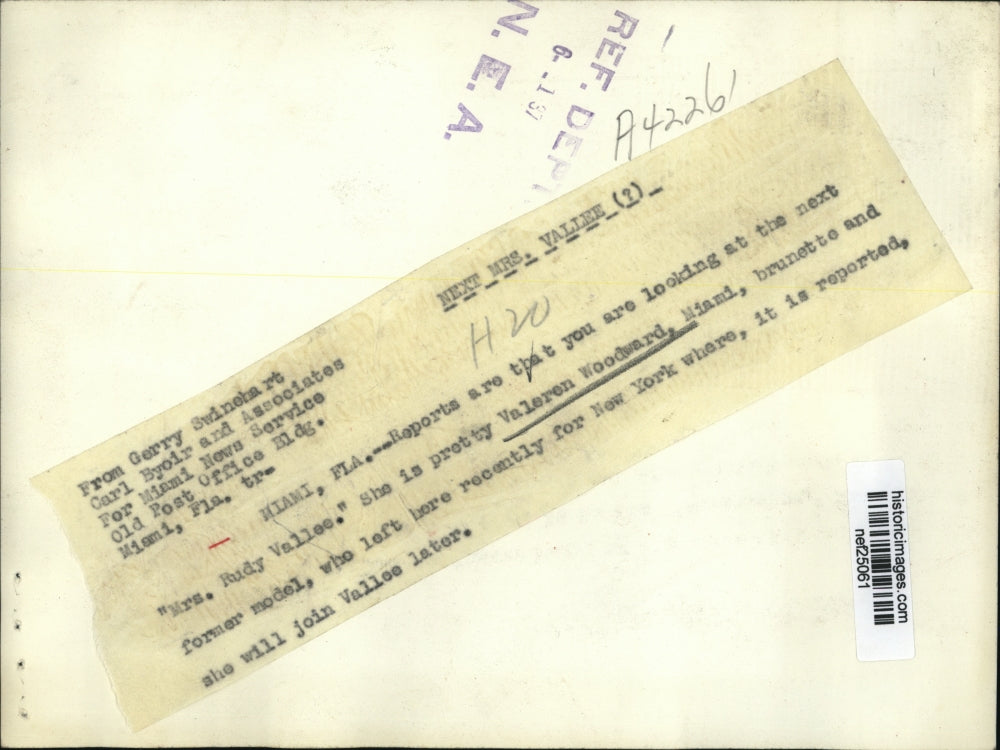 N. E. A.
6 - 1 37
REF. DEPT
A42261
NEXT MRS. VALLEE (?)
H20
From Gerry Swinehart
Carl Byoir and Associates
For Miami News Service
Old Post Office Bldg.
Miami, Fla. tr-
MIAMI, FLA.--Reports are that you are looking at the next
"Mrs. Rudy Vallee." She is pretty Valeren Woodward, Miami, brunette and
former model, who left here recently for New York where, it is reported,
she will join Vallee later.
historicimages.com
nef25061